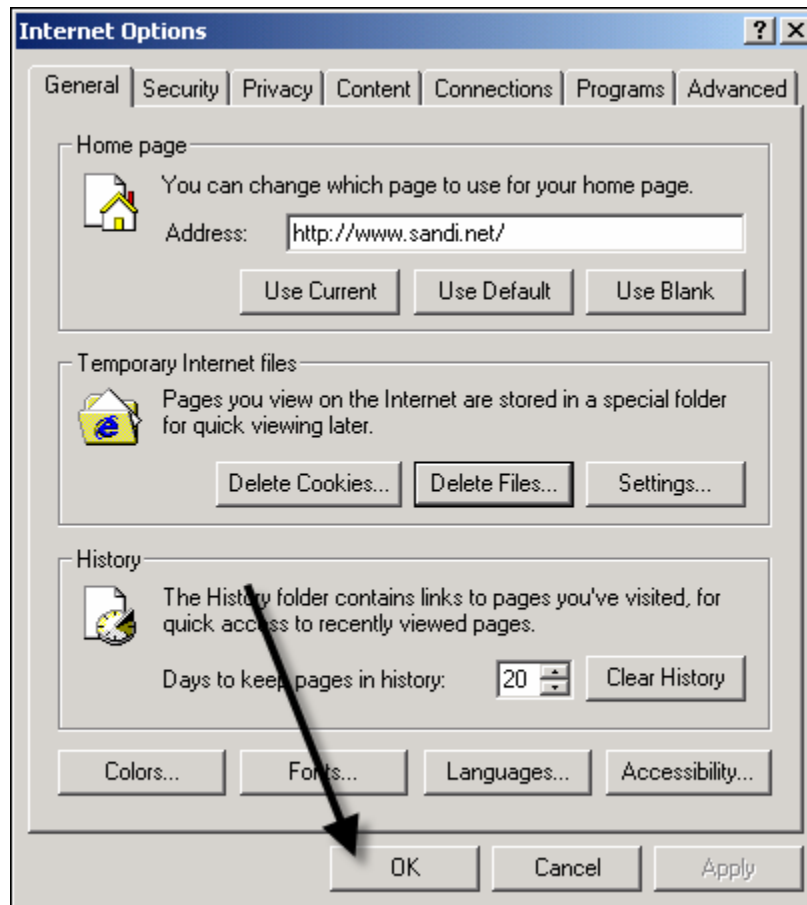 Internet Options
General Security Privacy Content Connections Programs Advanced
Home page
You can change which page to use for your home page.
Address: http://www.sandi.net/
Use Current Use Default Use Blank
Temporary Internet files
Pages you view on the Internet are stored in a special folder
for quick viewing later.
Delete Cookies... Delete Files... Settings...
History
The History folder contains links to pages you've visited, for
quick access to recently viewed pages.
Days to keep pages in history: 20 Clear History
Colors... Fonts... Languages... Accessibility...
OK Cancel Apply